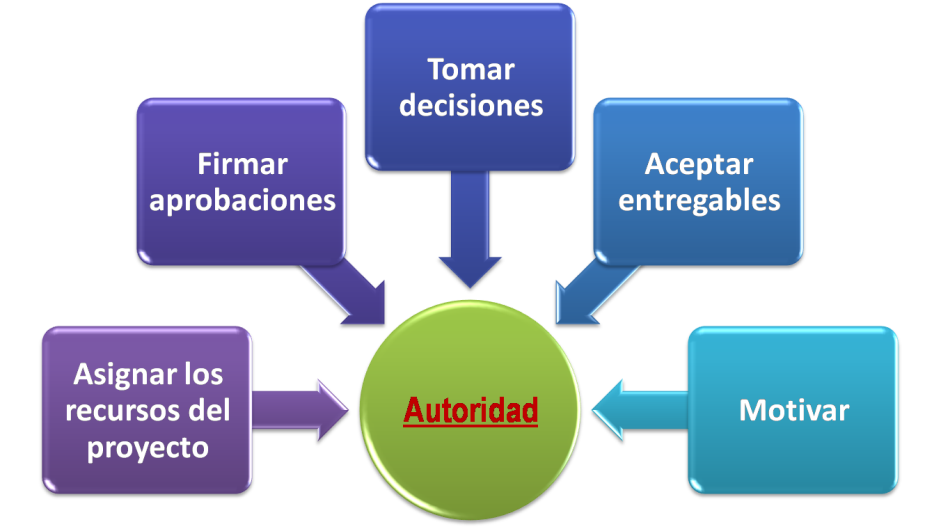 Tomar
decisiones
Firmar
aprobaciones
Aceptar
entregables
Asignar los
recursos del
proyecto
Autoridad
Motivar